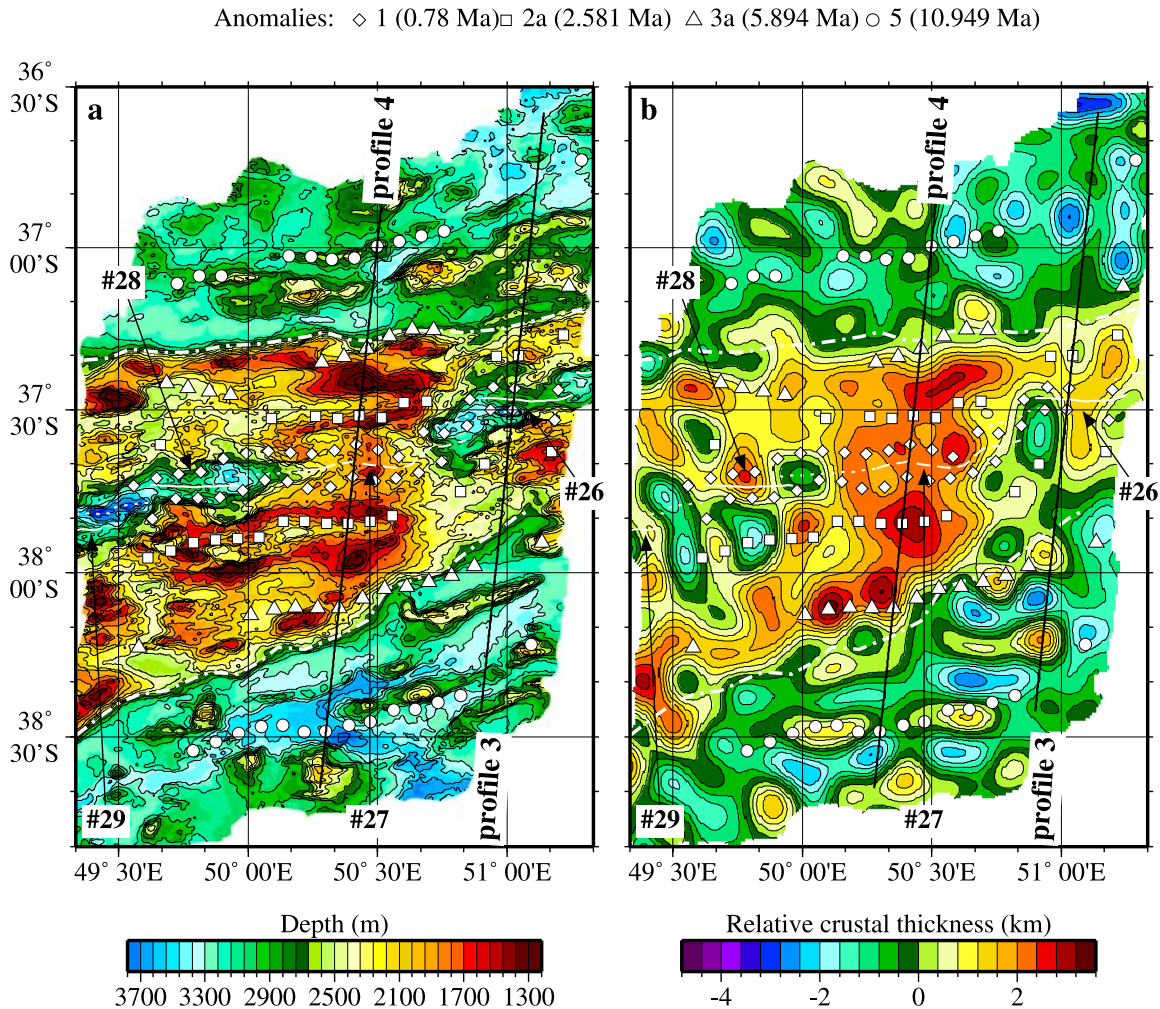 Anomalies: ◇ 1 (0.78 Ma) □ 2a (2.581 Ma) △ 3a (5.894 Ma) ○ 5 (10.949 Ma)
a
b
profile 4
profile 4
36°
30'S
37°
00'S
37°
30'S
38°
00'S
38°
30'S
#28
#28
#26
#26
#29
#27
profile 3
#29
#27
profile 3
49° 30'E
50° 00'E
50° 30'E
51° 00'E
49° 30'E
50° 00'E
50° 30'E
51° 00'E
Depth (m)
3700 3300 2900 2500 2100 1700 1300
Relative crustal thickness (km)
-4 -2 0 2